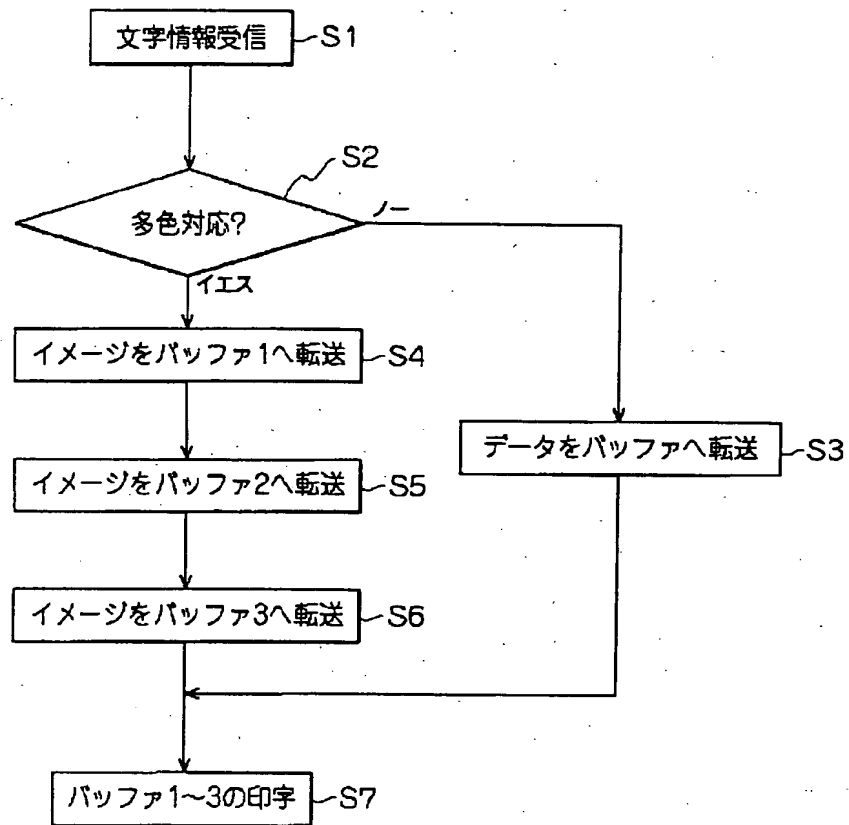 文字情報受信 S1
S2
多色対応?
ノー
イエス
イメージをバッファ1へ転送 S4
データをバッファへ転送 S3
イメージをバッファ2へ転送 S5
イメージをバッファ3へ転送 S6
バッファ1~3の印字 S7